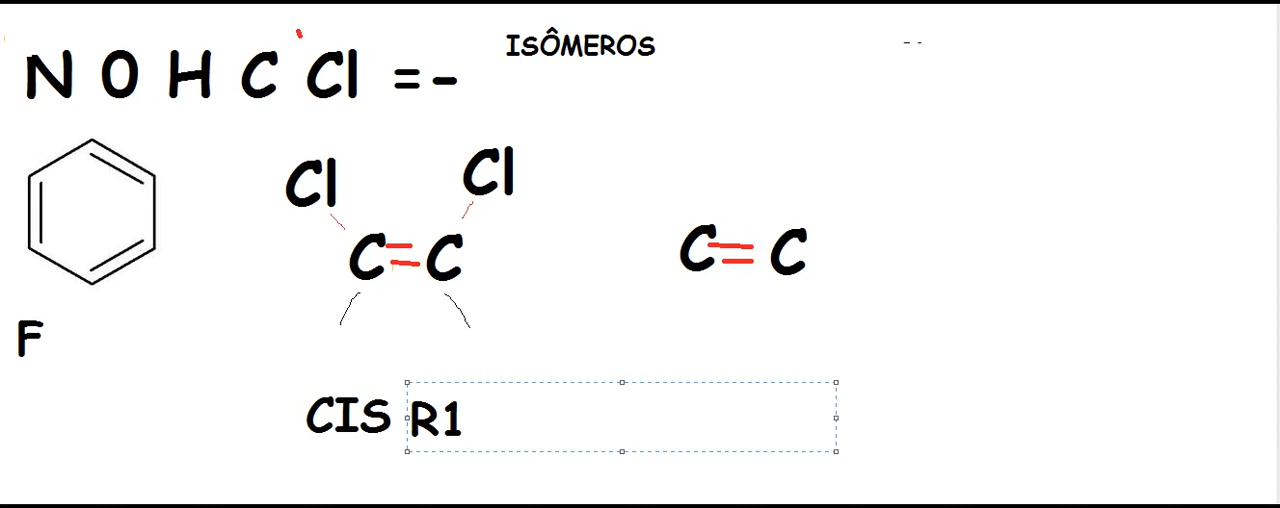 ISÔMEROS
N O H C Cl = -
Cl Cl
C = C C = C
F
CIS R1